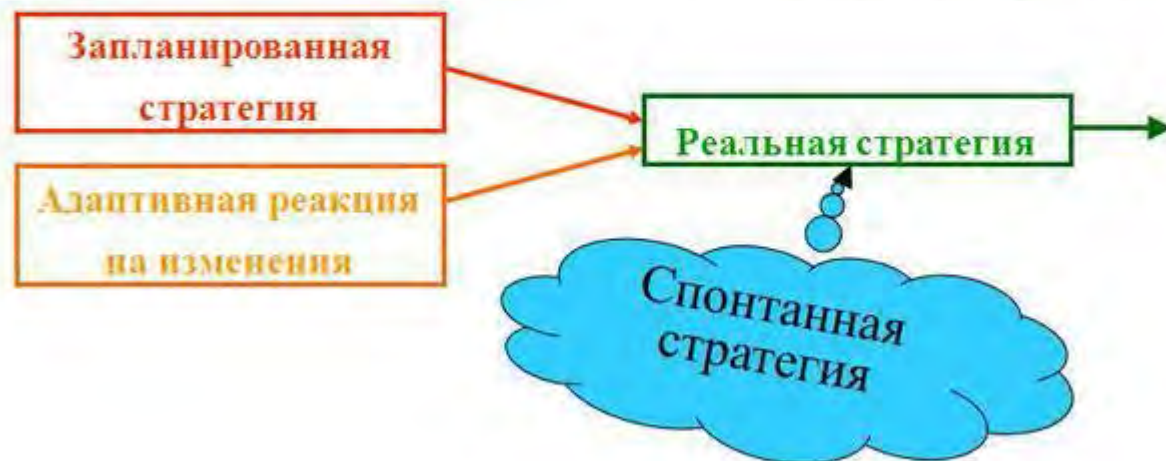 Запланированная
стратегия
Адаптивная реакция
на изменения
Реальная стратегия
Спонтанная
стратегия